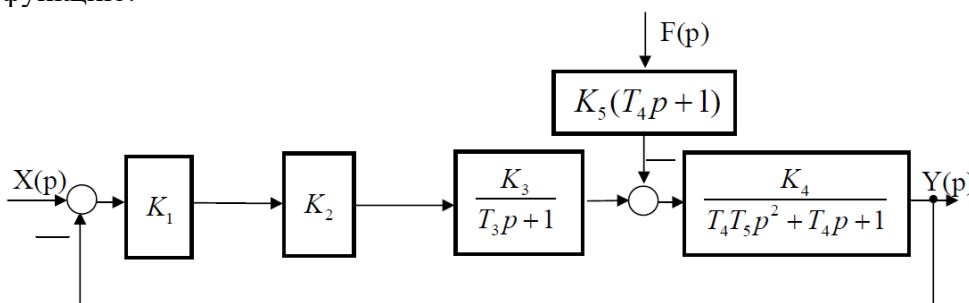 функцию.
F(p)
K₅(T₄p+1)
X(p)
K₁
K₂
K₃
T₃p+1
K₄
T₄T₅p²+T₄p+1
Y(p)